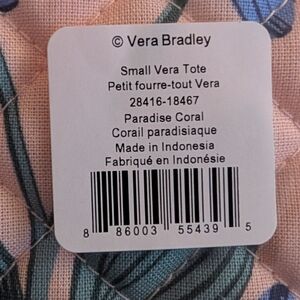 © Vera Bradley
Small Vera Tote
Petit fourre-tout Vera
28416-18467
Paradise Coral
Corail paradisiaque
Made in Indonesia
Fabriqué en Indonésie
8 86003 55439 5